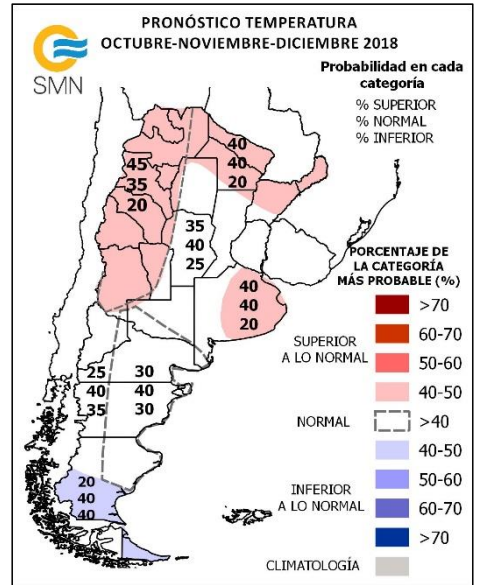 PRONÓSTICO TEMPERATURA
OCTUBRE-NOVIEMBRE-DICIEMBRE 2018
SMN
Probabilidad en cada
categoría
% SUPERIOR
% NORMAL
% INFERIOR
40
40
20
45
35
20
35
40
25
40
40
20
25
40
35
30
40
30
20
40
40
PORCENTAJE DE
LA CATEGORÍA
MÁS PROBABLE (%)
SUPERIOR
A LO NORMAL
>70
60-70
50-60
40-50
NORMAL
>40
INFERIOR
A LO NORMAL
40-50
50-60
60-70
>70
CLIMATOLOGÍA